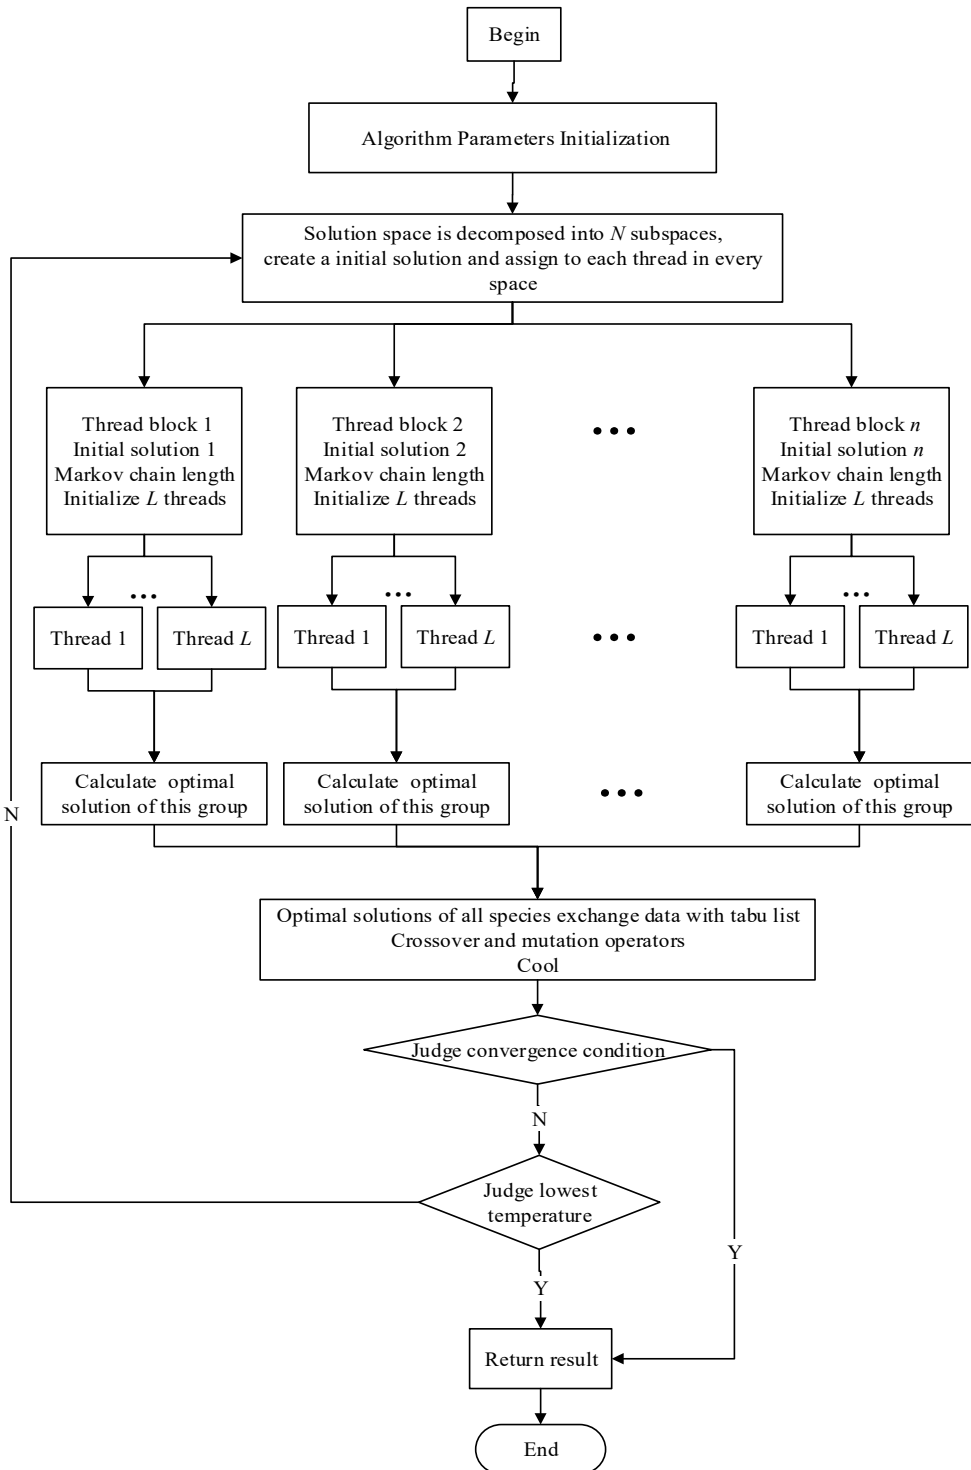 Begin
Algorithm Parameters Initialization
Solution space is decomposed into N subspaces,
create a initial solution and assign to each thread in every
space
Thread block 1
Initial solution 1
Markov chain length
Initialize L threads
Thread block 2
Initial solution 2
Markov chain length
Initialize L threads
...
Thread block n
Initial solution n
Markov chain length
Initialize L threads
...
...
...
Thread 1
Thread L
Thread 1
Thread L
...
Thread 1
Thread L
Calculate optimal
solution of this group
Calculate optimal
solution of this group
...
Calculate optimal
solution of this group
N
Optimal solutions of all species exchange data with tabu list
Crossover and mutation operators
Cool
Judge convergence condition
N
Judge lowest
temperature
Y
Y
Return result
End